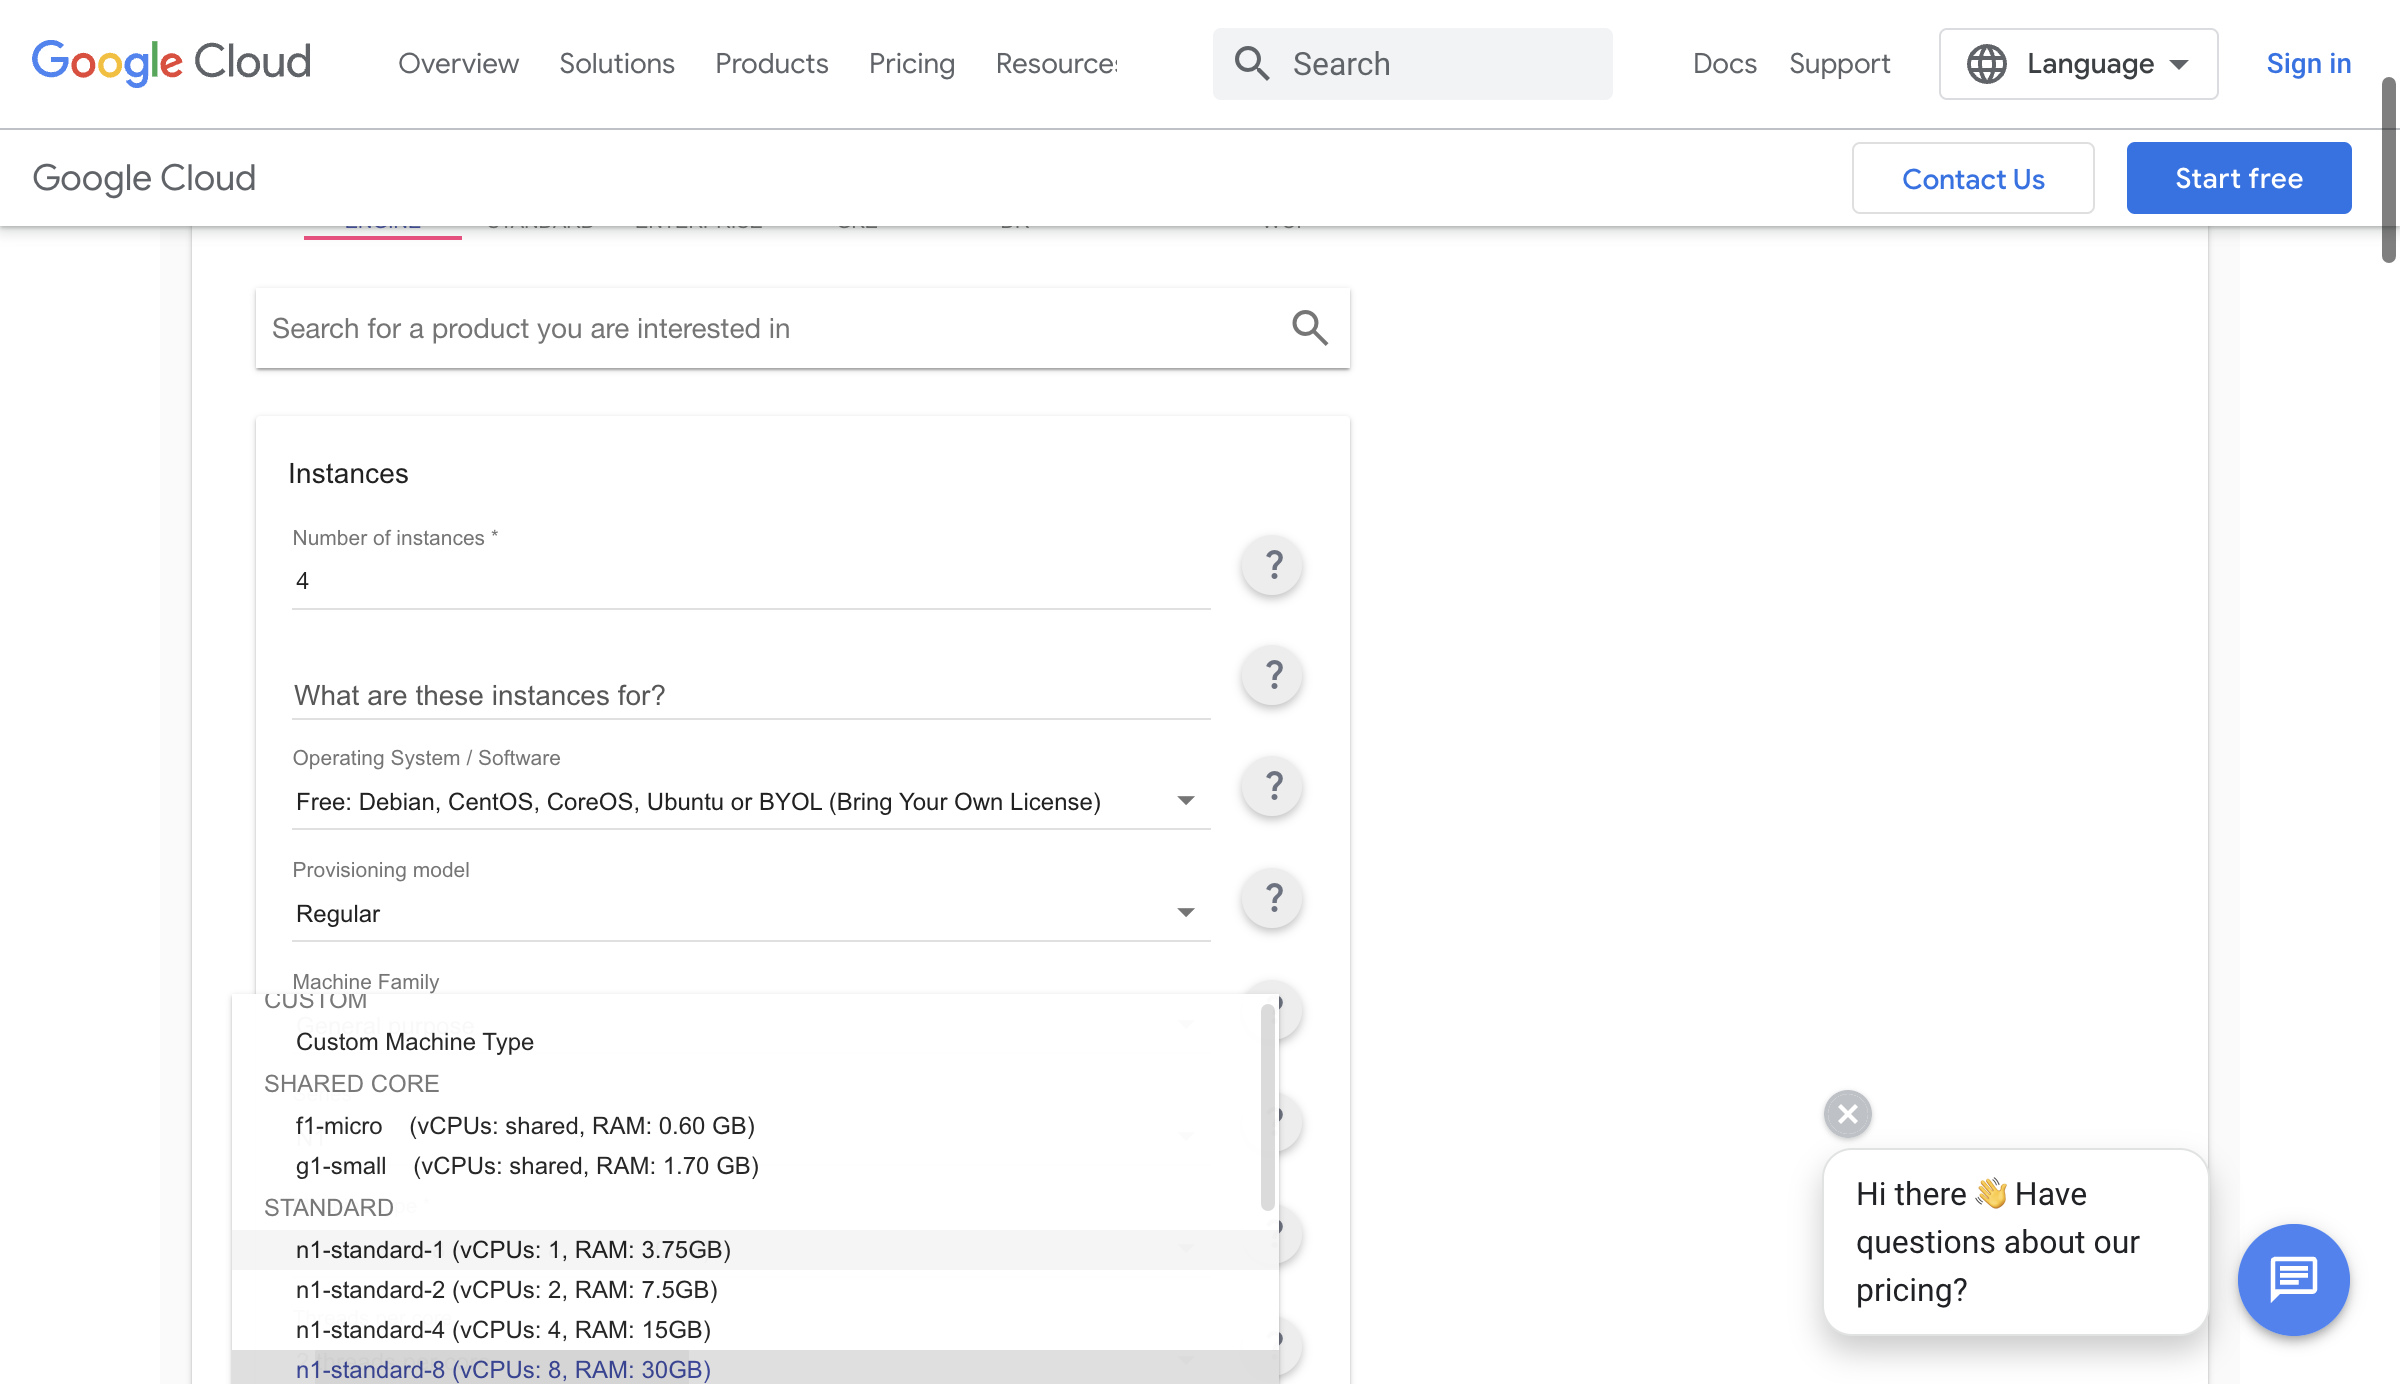 Google Cloud
Overview Solutions Products Pricing Resources
Search
Docs Support Language Sign in
Google Cloud
Contact Us Start free
ENGINE STANDARD ENTERPRISE
Search for a product you are interested in
Instances
Number of instances *
4
?
What are these instances for?
?
Operating System / Software
Free: Debian, CentOS, CoreOS, Ubuntu or BYOL (Bring Your Own License)
?
Provisioning model
Regular
?
Machine Family
CUSTOM
Custom Machine Type
SHARED CORE
f1-micro (vCPUs: shared, RAM: 0.60 GB)
g1-small (vCPUs: shared, RAM: 1.70 GB)
STANDARD
n1-standard-1 (vCPUs: 1, RAM: 3.75GB)
n1-standard-2 (vCPUs: 2, RAM: 7.5GB)
n1-standard-4 (vCPUs: 4, RAM: 15GB)
n1-standard-8 (vCPUs: 8, RAM: 30GB)
Hi there 👋 Have
questions about our
pricing?